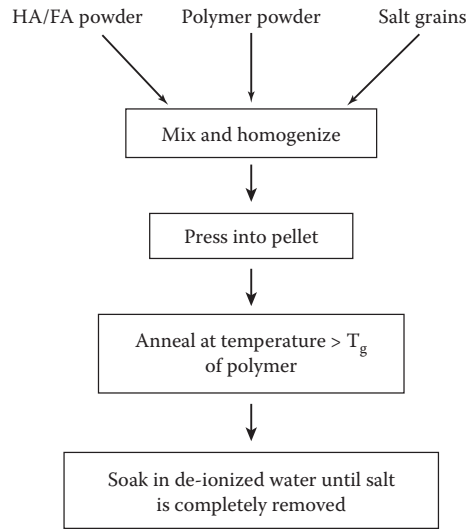 HA/FA powder
Polymer powder
Salt grains
Mix and homogenize
Press into pellet
Anneal at temperature > Tg
of polymer
Soak in de-ionized water until salt
is completely removed